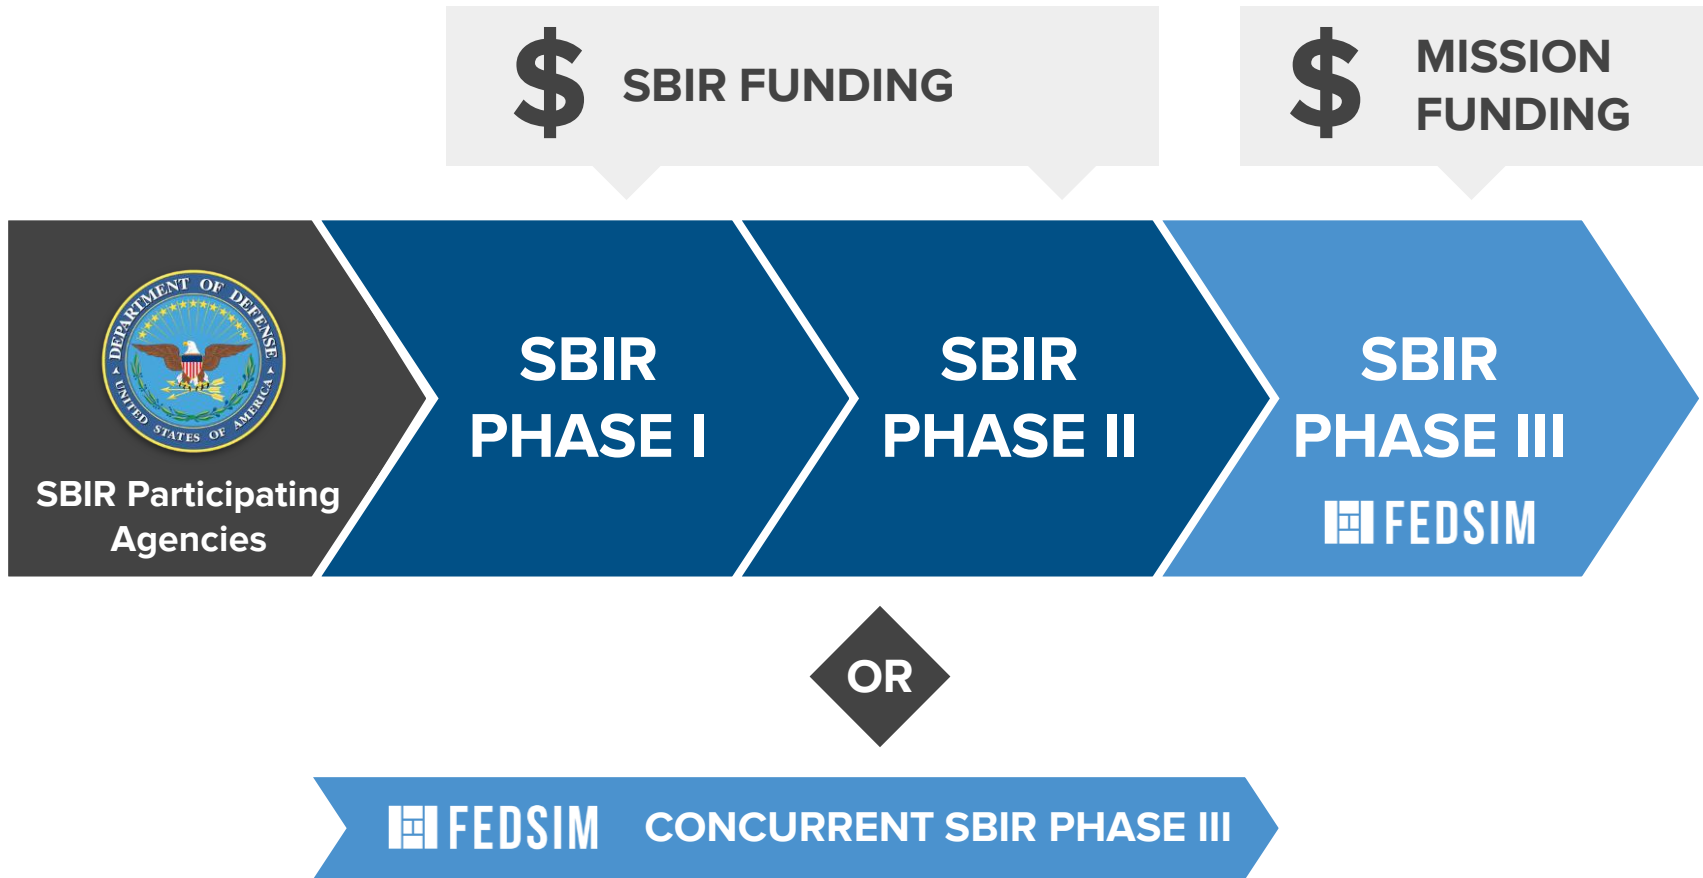 $ SBIR FUNDING
$ MISSION
FUNDING
DEPARTMENT OF DEFENSE
UNITED STATES OF AMERICA
SBIR Participating
Agencies
SBIR
PHASE I
SBIR
PHASE II
SBIR
PHASE III
FEDSIM
OR
FEDSIM CONCURRENT SBIR PHASE III